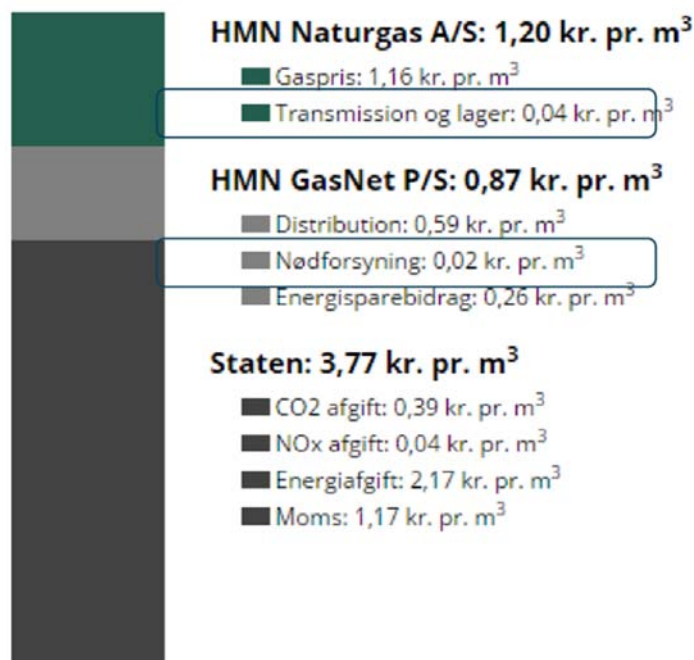 HMN Naturgas A/S: 1,20 kr. pr. m³
Gaspris: 1,16 kr. pr. m³
Transmission og lager: 0,04 kr. pr. m³
HMN GasNet P/S: 0,87 kr. pr. m³
Distribution: 0,59 kr. pr. m³
Nødforsyning: 0,02 kr. pr. m³
Energisparebidrag: 0,26 kr. pr. m³
Staten: 3,77 kr. pr. m³
CO2 afgift: 0,39 kr. pr. m³
NOx afgift: 0,04 kr. pr. m³
Energiafgift: 2,17 kr. pr. m³
Moms: 1,17 kr. pr. m³